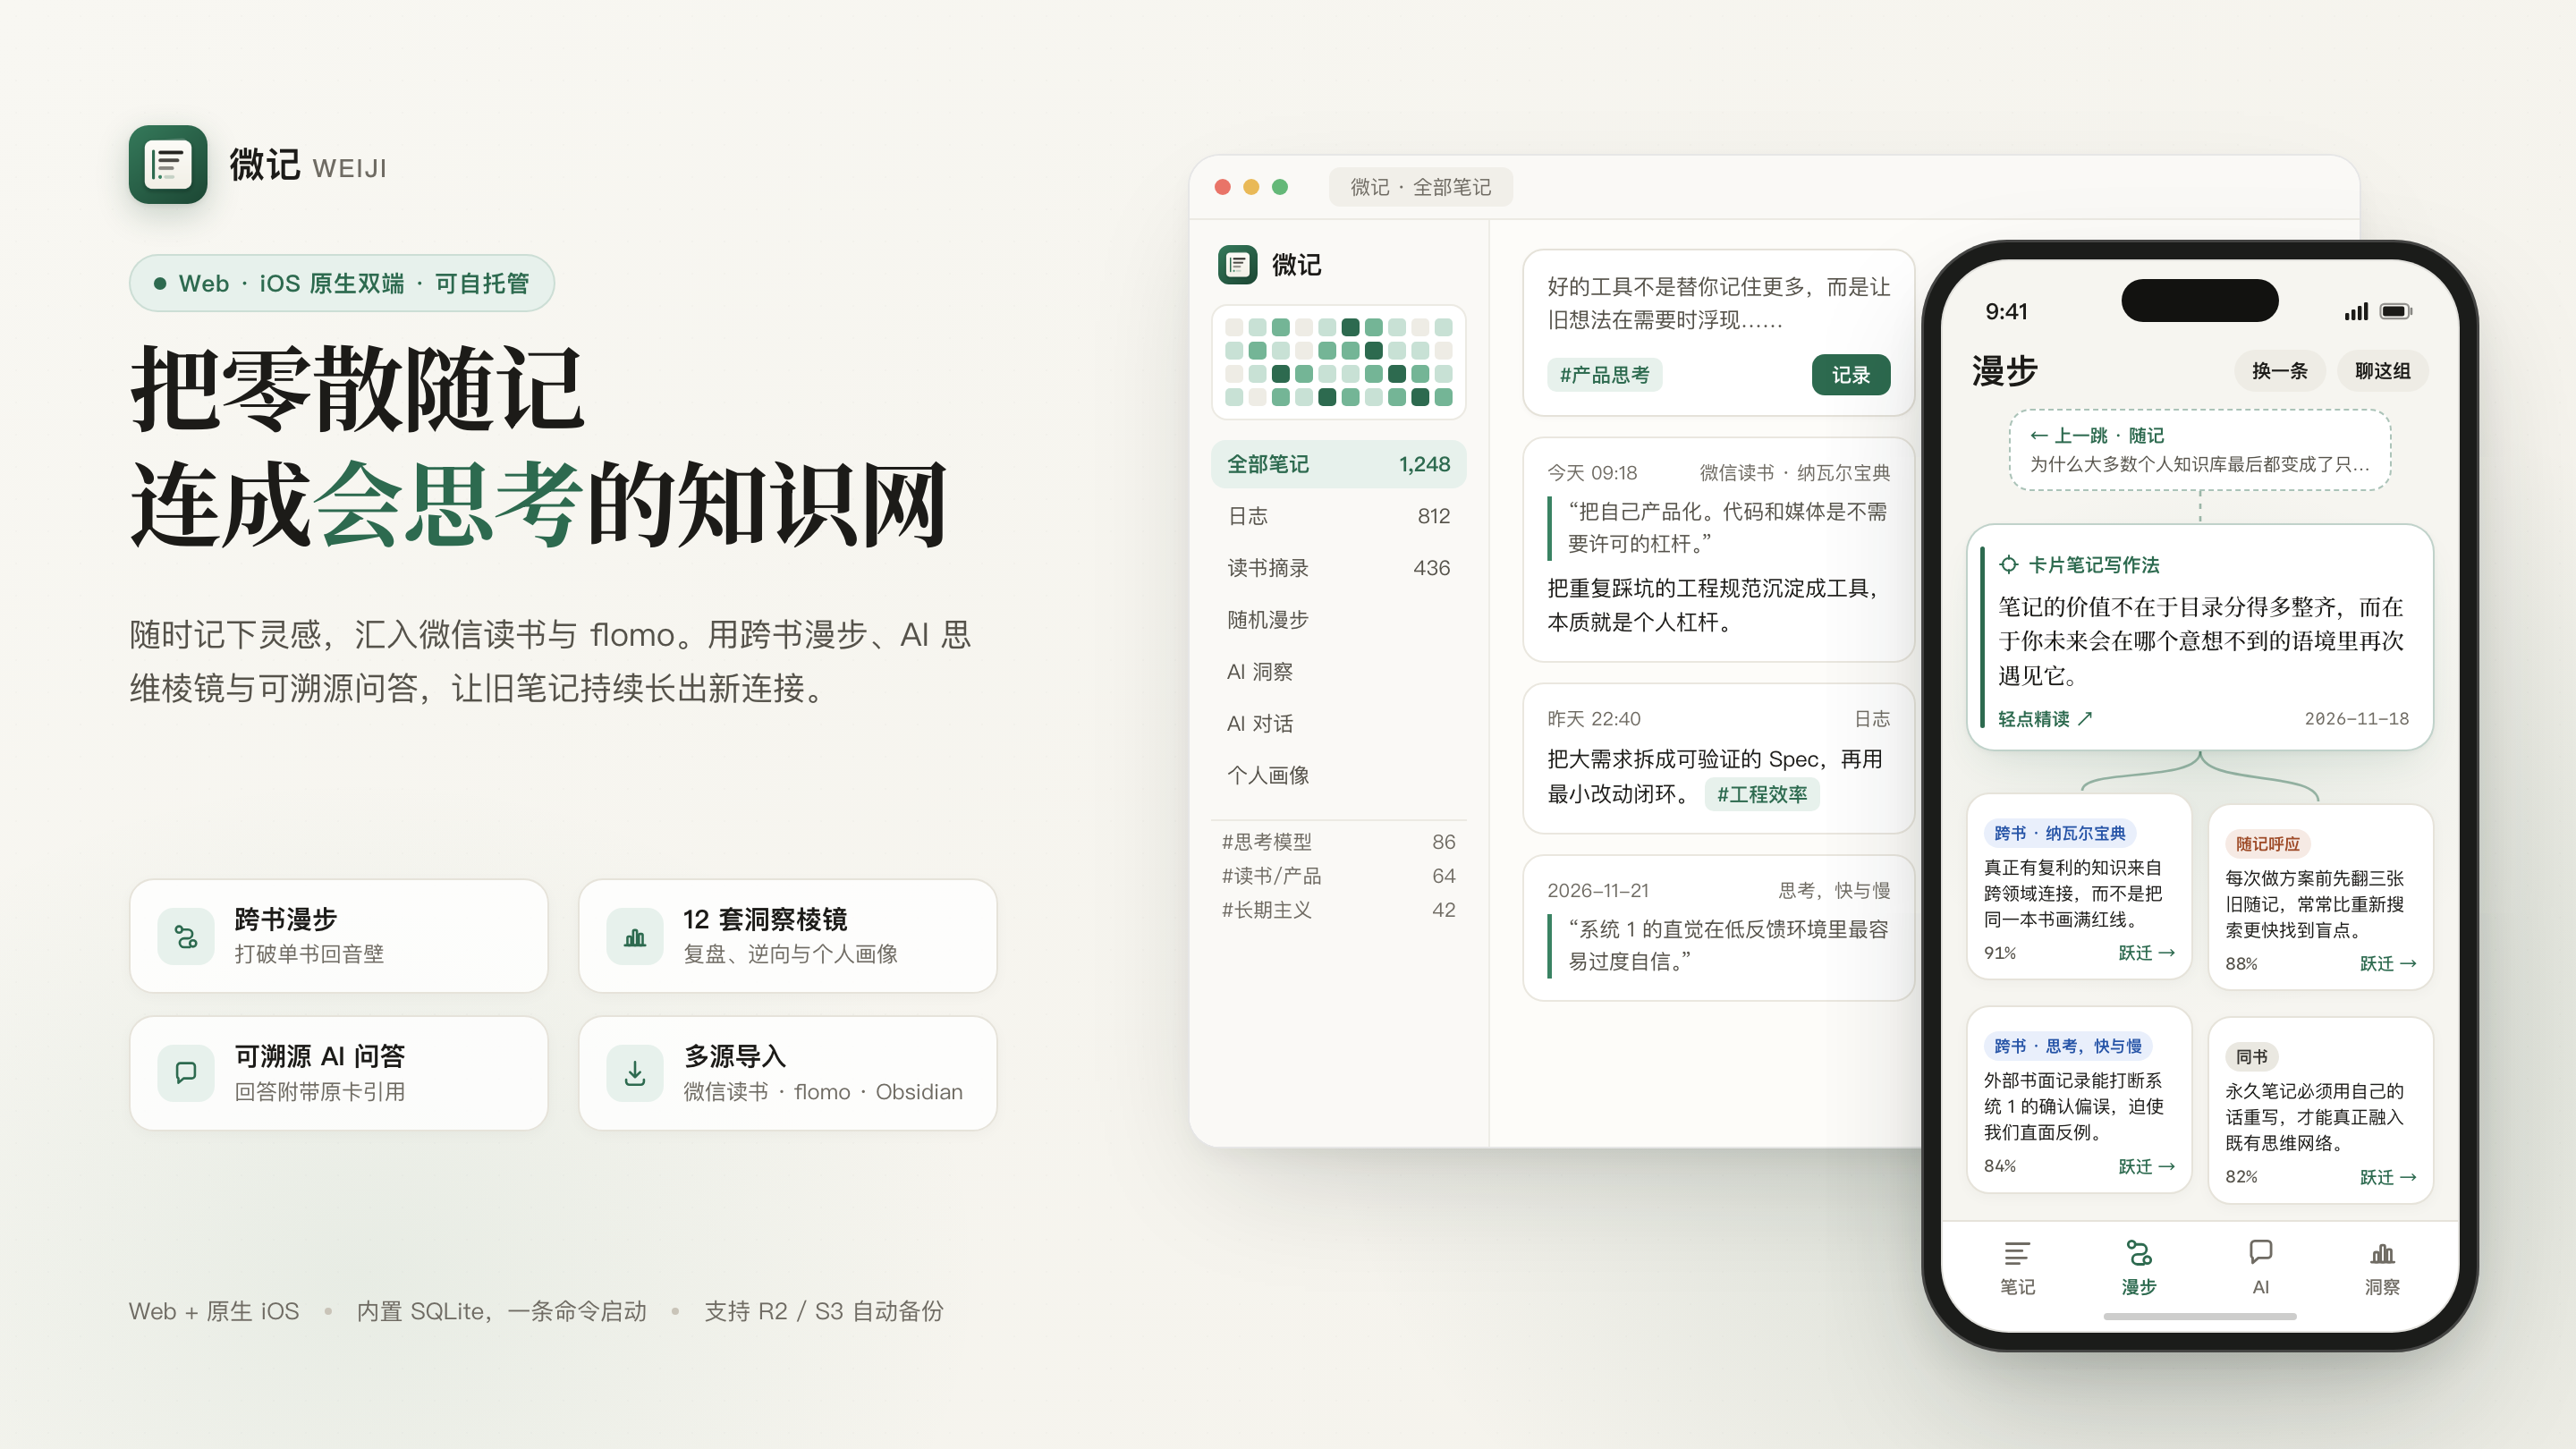 微记 WEIJI
Web · iOS 原生双端 · 可自托管
把零散随记
连成会思考的知识网
随时记下灵感，汇入微信读书与 flomo。用跨书漫步、AI 思
维棱镜与可溯源问答，让旧笔记持续长出新连接。
跨书漫步
打破单书回音壁
12 套洞察棱镜
复盘、逆向与个人画像
可溯源 AI 问答
回答附带原卡引用
多源导入
微信读书 · flomo · Obsidian
Web + 原生 iOS • 内置 SQLite，一条命令启动 • 支持 R2 / S3 自动备份
微记 · 全部笔记
微记
全部笔记 1,248
日志 812
读书摘录 436
随机漫步
AI 洞察
AI 对话
个人画像
#思考模型 86
#读书/产品 64
#长期主义 42
好的工具不是替你记住更多，而是让
旧想法在需要时浮现……
#产品思考 记录
今天 09:18 微信读书 · 纳瓦尔宝典
“把自己产品化。代码和媒体是不需
要许可的杠杆。”
把重复踩坑的工程规范沉淀成工具，
本质就是个人杠杆。
昨天 22:40 日志
把大需求拆成可验证的 Spec，再用
最小改动闭环。 #工程效率
2026-11-21 思考，快与慢
“系统 1 的直觉在低反馈环境里最容
易过度自信。”
9:41
漫步 换一条 聊这组
← 上一跳 · 随记
为什么大多数个人知识库最后都变成了只…
卡片笔记写作法
笔记的价值不在于目录分得多整齐，而在
于你未来会在哪个意想不到的语境里再次
遇见它。
轻点精读 ↗ 2026-11-18
跨书 · 纳瓦尔宝典
真正有复利的知识来自
跨领域连接，而不是把
同一本书画满红线。
91% 跃迁 →
随记呼应
每次做方案前先翻三张
旧随记，常常比重新搜
索更快找到盲点。
88% 跃迁 →
跨书 · 思考，快与慢
外部书面记录能打断系
统 1 的确认偏误，迫使
我们直面反例。
84% 跃迁 →
同书
永久笔记必须用自己的
话重写，才能真正融入
既有思维网络。
82% 跃迁 →
笔记 漫步 AI 洞察